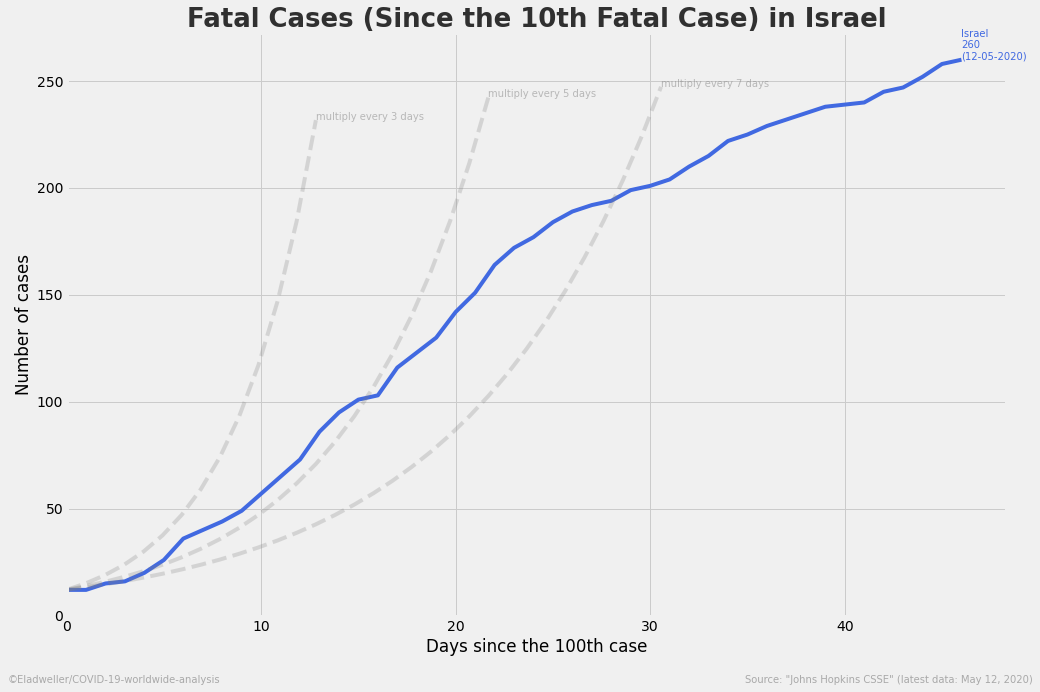 Fatal Cases (Since the 10th Fatal Case) in Israel
Israel
260
(12-05-2020)
multiply every 3 days
multiply every 5 days
multiply every 7 days
Number of cases
250
200
150
100
50
0
0 10 20 30 40
Days since the 100th case
©Eladweller/COVID-19-worldwide-analysis
Source: "Johns Hopkins CSSE" (latest data: May 12, 2020)